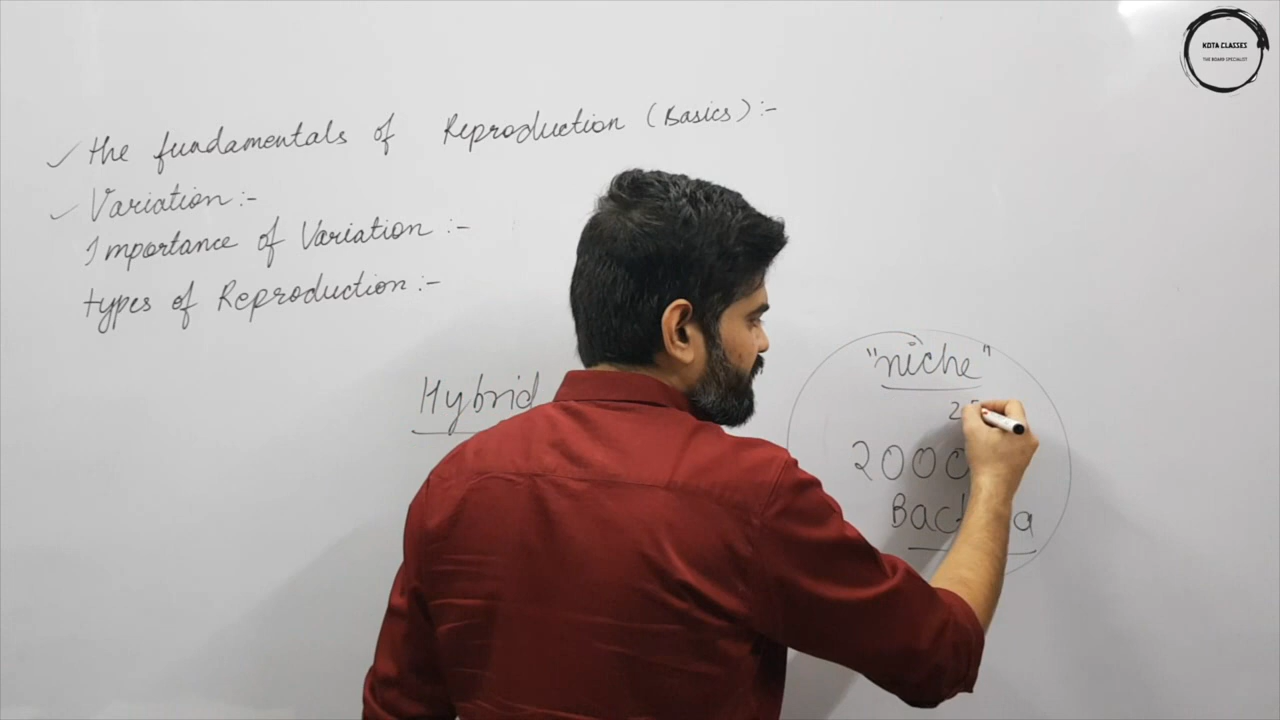 KOTA CLASSES
THE BOARD SPECIALIST
the fundamentals of Reproduction (Basics):-
Variation:-
Importance of Variation :-
types of Reproduction:-
Hybrid
"niche"
2000